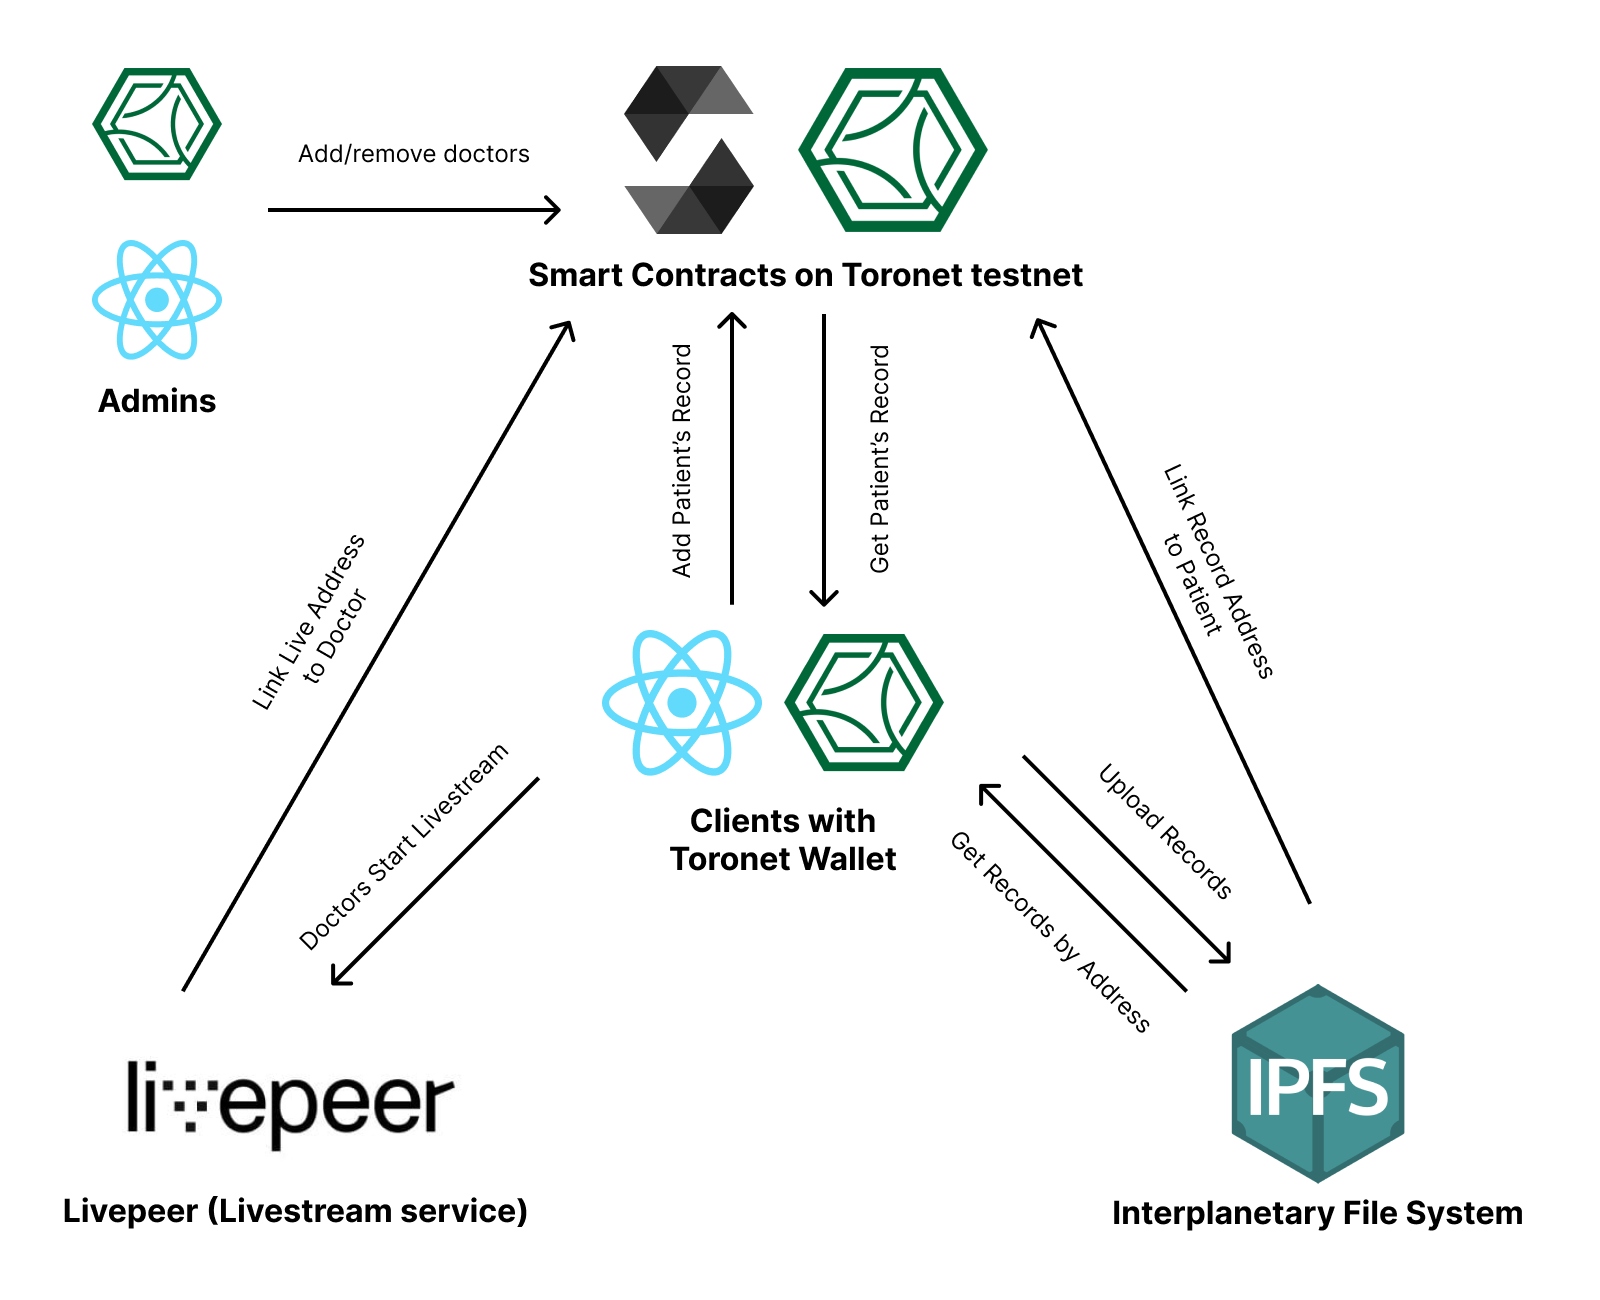 Add/remove doctors
Smart Contracts on Toronet testnet
Admins
Add Patient’s Record
Get Patient’s Record
Link Live Address
to Doctor
Link Record Address
to Patient
Doctors Start Livestream
Clients with
Toronet Wallet
Upload Records
Get Records by Address
livepeer
IPFS
Livepeer (Livestream service)
Interplanetary File System